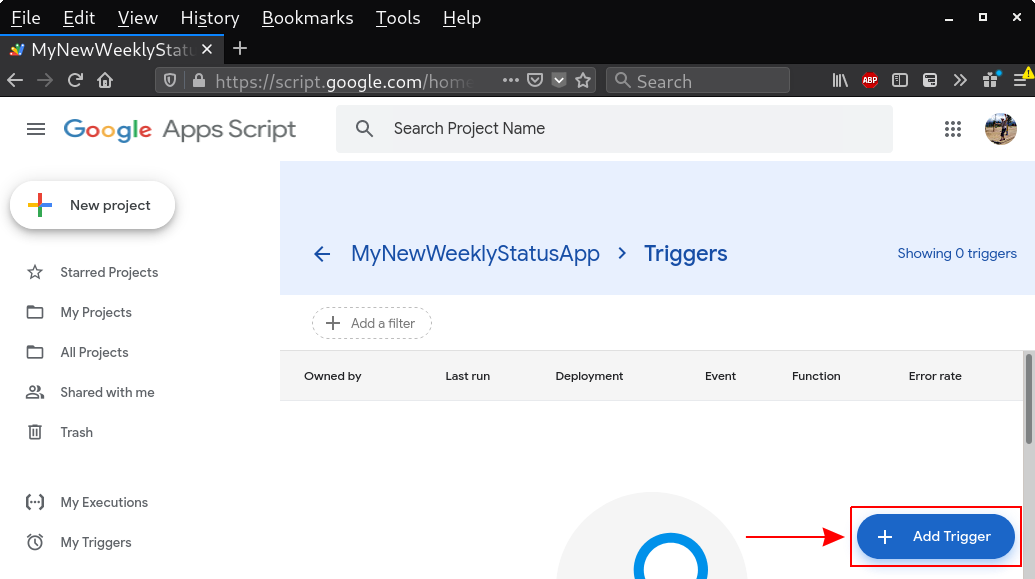 File Edit View History Bookmarks Tools Help
MyNewWeeklyStatu
https://script.google.com/home
Search
ABP
Google Apps Script
Search Project Name
New project
MyNewWeeklyStatusApp > Triggers
Showing 0 triggers
Starred Projects
My Projects
All Projects
Shared with me
Trash
My Executions
My Triggers
Add a filter
Owned by Last run Deployment Event Function Error rate
Add Trigger